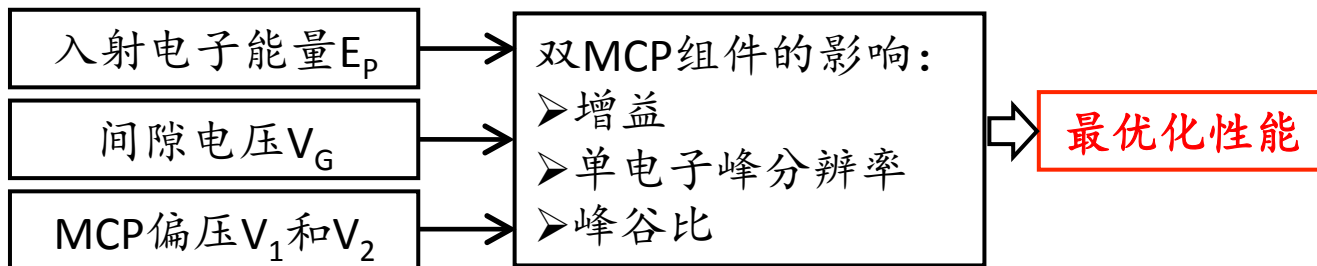 入射电子能量E_P
间隙电压V_G
MCP偏压V_1和V_2
双MCP组件的影响：
➢增益
➢单电子峰分辨率
➢峰谷比
最优化性能